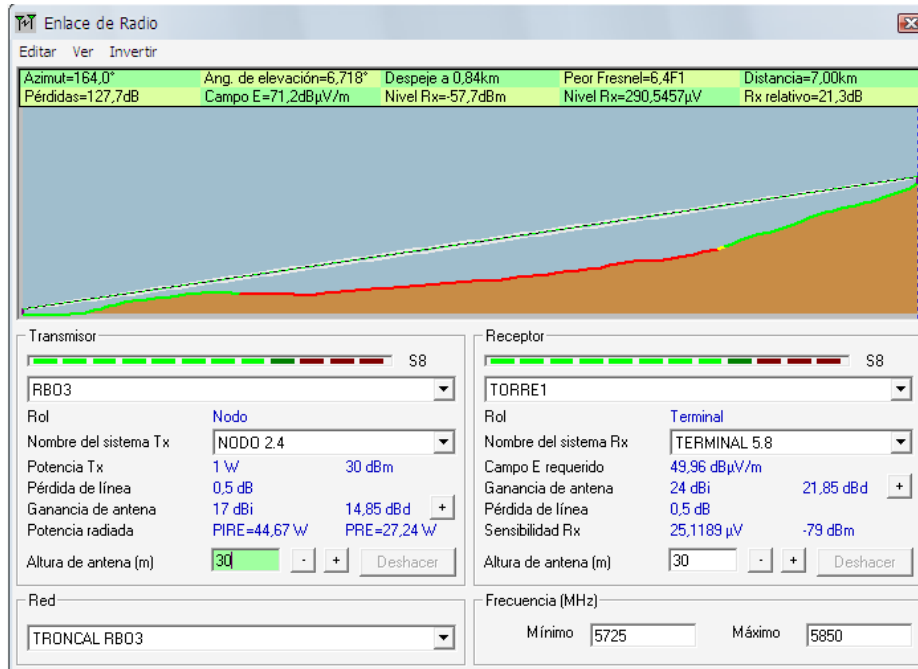 Enlace de Radio
Editar Ver Invertir
Azimut=164,0° Ang. de elevación=6,718° Despeje a 0,84km Peor Fresnel=6,4F1 Distancia=7,00km
Pérdidas=127,7dB Campo E=71,2dBµV/m Nivel Rx=-57,7dBm Nivel Rx=290,5457µV Rx relativo=21,3dB
Transmisor
S8
RBO3
Rol Nodo
Nombre del sistema Tx NODO 2.4
Potencia Tx 1 W 30 dBm
Pérdida de línea 0,5 dB
Ganancia de antena 17 dBi 14,85 dBd +
Potencia radiada PIRE=44,67 W PRE=27,24 W
Altura de antena (m) 30 - + Deshacer
Red
TRONCAL RBO3
Receptor
S8
TORRE1
Rol Terminal
Nombre del sistema Rx TERMINAL 5.8
Campo E requerido 49,96 dBµV/m
Ganancia de antena 24 dBi 21,85 dBd +
Pérdida de línea 0,5 dB
Sensibilidad Rx 25,1189 µV -79 dBm
Altura de antena (m) 30 - + Deshacer
Frecuencia (MHz)
Mínimo 5725 Máximo 5850